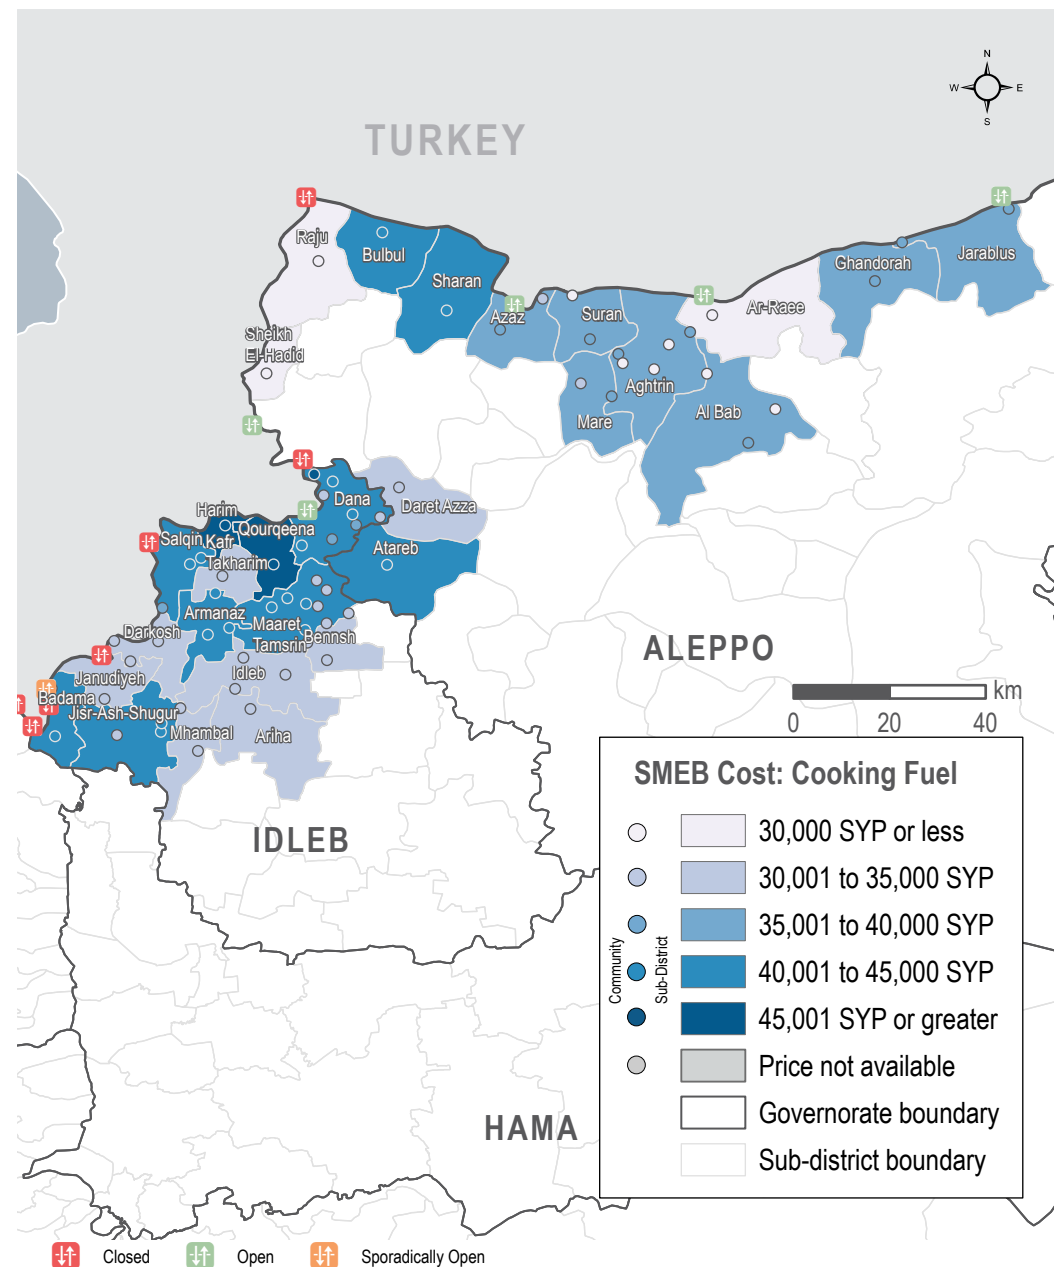 N
W
E
S
TURKEY
Raju
Bulbul
Sharan
Ghandorah
Jarablus
Azaz
Suran
Ar-Raee
Sheikh
El-Hadid
Aghtrin
Mare
Al Bab
Dana
Daret Azza
Harim
Qourqeena
Salqin
Kafr
Takharim
Atareb
Armanaz
Maaret
Tamsrin
Bennsh
Darkosh
Janudiyeh
Idleb
Badama
Jisr-Ash-Shugur
Mhambal
Ariha
ALEPPO
km
0 20 40
IDLEB
HAMA
SMEB Cost: Cooking Fuel
30,000 SYP or less
30,001 to 35,000 SYP
35,001 to 40,000 SYP
40,001 to 45,000 SYP
45,001 SYP or greater
Price not available
Governorate boundary
Sub-district boundary
Community
Sub-District
Closed
Open
Sporadically Open